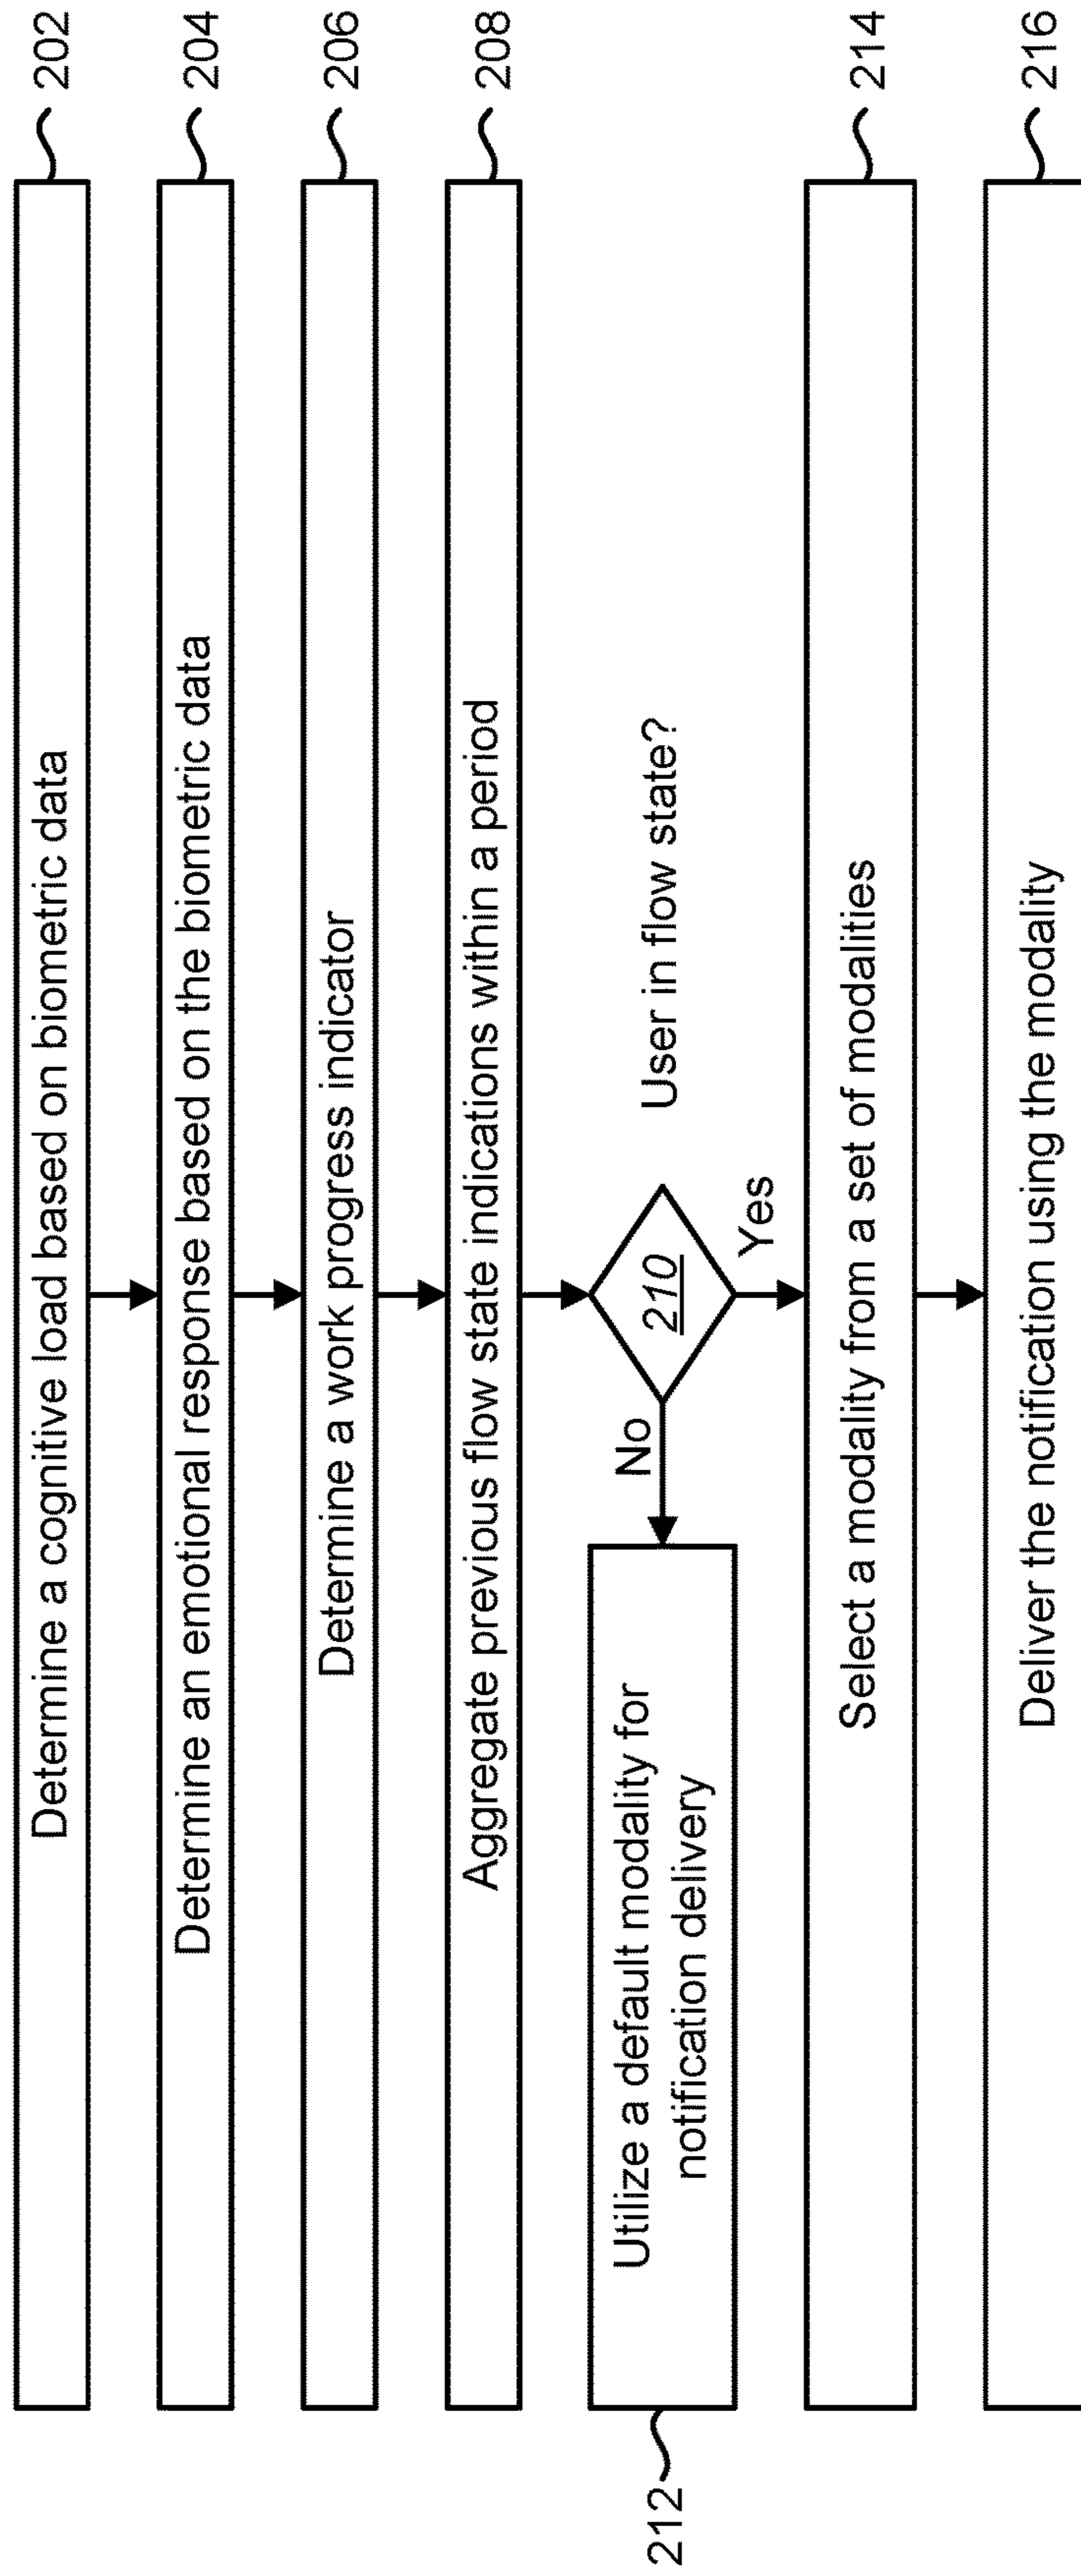 Determine a cognitive load based on biometric data
202
Determine an emotional response based on the biometric data
204
Determine a work progress indicator
206
Aggregate previous flow state indications within a period
208
210
User in flow state?
No
Yes
Utilize a default modality for
notification delivery
212
Select a modality from a set of modalities
214
Deliver the notification using the modality
216